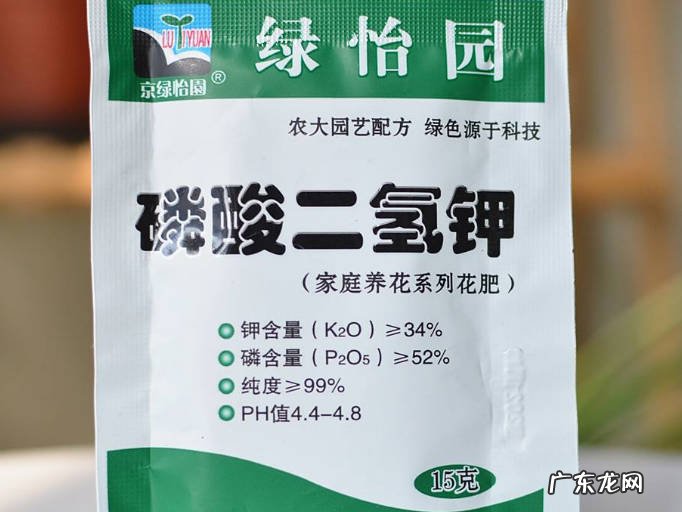 LU YIYUAN
京绿怡園®
绿怡园
农大园艺配方 绿色源于科技
磷酸二氢钾
（家庭养花系列花肥）
钾含量（K₂O）≥34%
磷含量（P₂O₅）≥52%
纯度≥99%
PH值4.4-4.8
15克
广东龙网